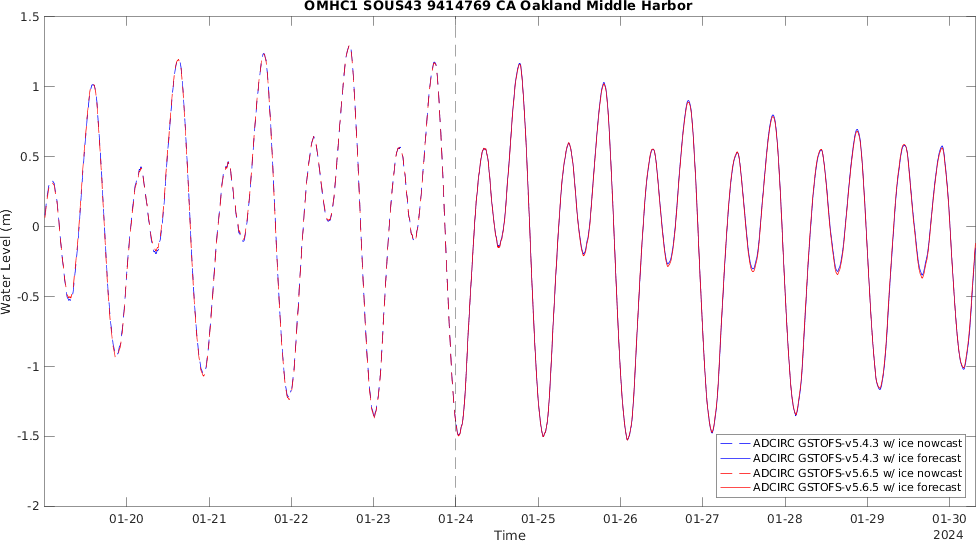 OMHC1 SOUS43 9414769 CA Oakland Middle Harbor
1.5
1
0.5
0
-0.5
-1
-1.5
-2
Water Level (m)
01-20 01-21 01-22 01-23 01-24 01-25 01-26 01-27 01-28 01-29 01-30
2024
Time
ADCIRC GSTOFS-v5.4.3 w/ ice nowcast
ADCIRC GSTOFS-v5.4.3 w/ ice forecast
ADCIRC GSTOFS-v5.6.5 w/ ice nowcast
ADCIRC GSTOFS-v5.6.5 w/ ice forecast